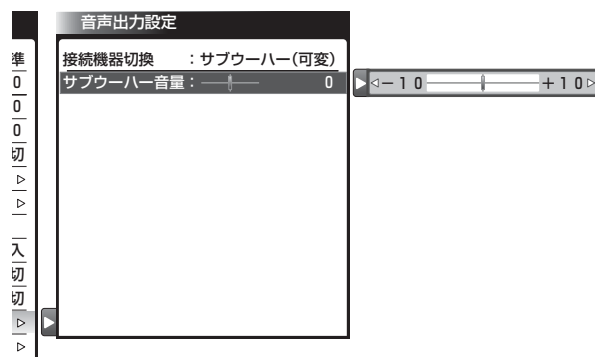 音声出力設定
接続機器切換 ：サブウーハー(可変)
サブウーハー音量： 0
－１０ ＋１０
準
0
0
0
切
入
切
切